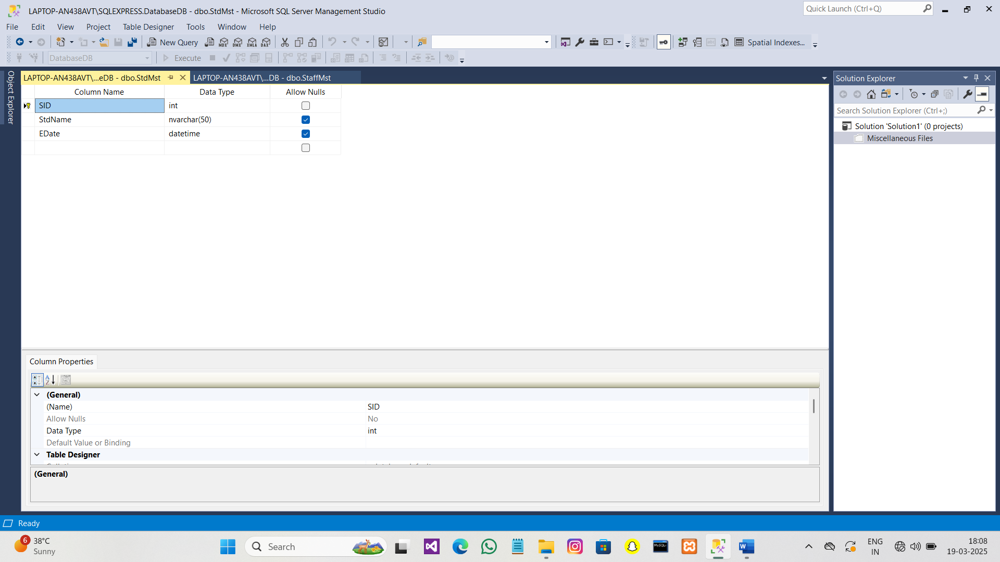 LAPTOP-AN438AVT\SQLEXPRESS.DatabaseDB - dbo.StdMst - Microsoft SQL Server Management Studio
Quick Launch (Ctrl+Q)
File Edit View Project Table Designer Tools Window Help
New Query MDX DMX XMLA DAX Spatial Indexes...
DatabaseDB Execute
Object Explorer
LAPTOP-AN438AVT\...eDB - dbo.StdMst
LAPTOP-AN438AVT\...DB - dbo.StaffMst
Column Name Data Type Allow Nulls
SID int
StdName nvarchar(50)
EDate datetime
Solution Explorer
Search Solution Explorer (Ctrl+;)
Solution 'Solution1' (0 projects)
Miscellaneous Files
Column Properties
(General)
(Name) SID
Allow Nulls No
Data Type int
Default Value or Binding
Table Designer
(General)
Ready
6
38°C
Sunny
Search
MySQL
W
ENG
IN
18:08
19-03-2025